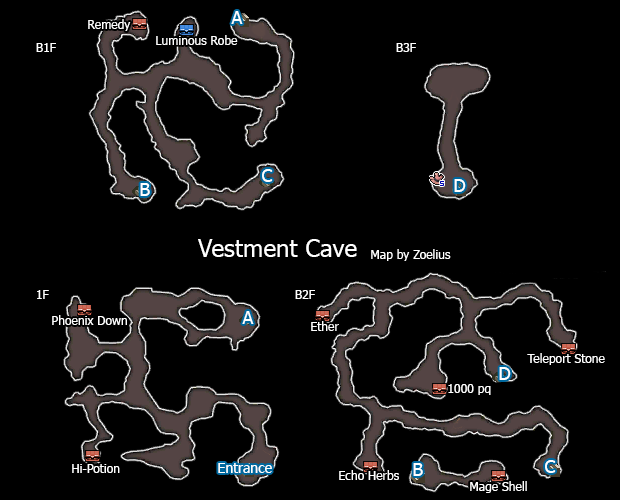 B1F
Remedy
Luminous Robe
A
B
C
B3F
S
D
Vestment Cave
Map by Zoelius
1F
Phoenix Down
A
Hi-Potion
Entrance
B2F
Ether
Teleport Stone
D
1000 pq
Echo Herbs
B
Mage Shell
C